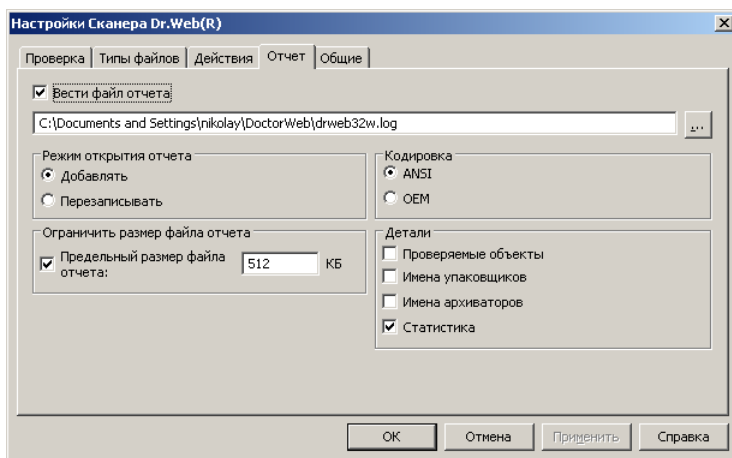 Настройки Сканера Dr.Web(R)
Проверка Типы файлов Действия Отчет Общие
Вести файл отчета
C:\Documents and Settings\nikolay\DoctorWeb\drweb32w.log
...
Режим открытия отчета
Добавлять
Перезаписывать
Кодировка
ANSI
OEM
Ограничить размер файла отчета
Предельный размер файла
отчета:
512 КБ
Детали
Проверяемые объекты
Имена упаковщиков
Имена архиваторов
Статистика
OK Отмена Применить Справка